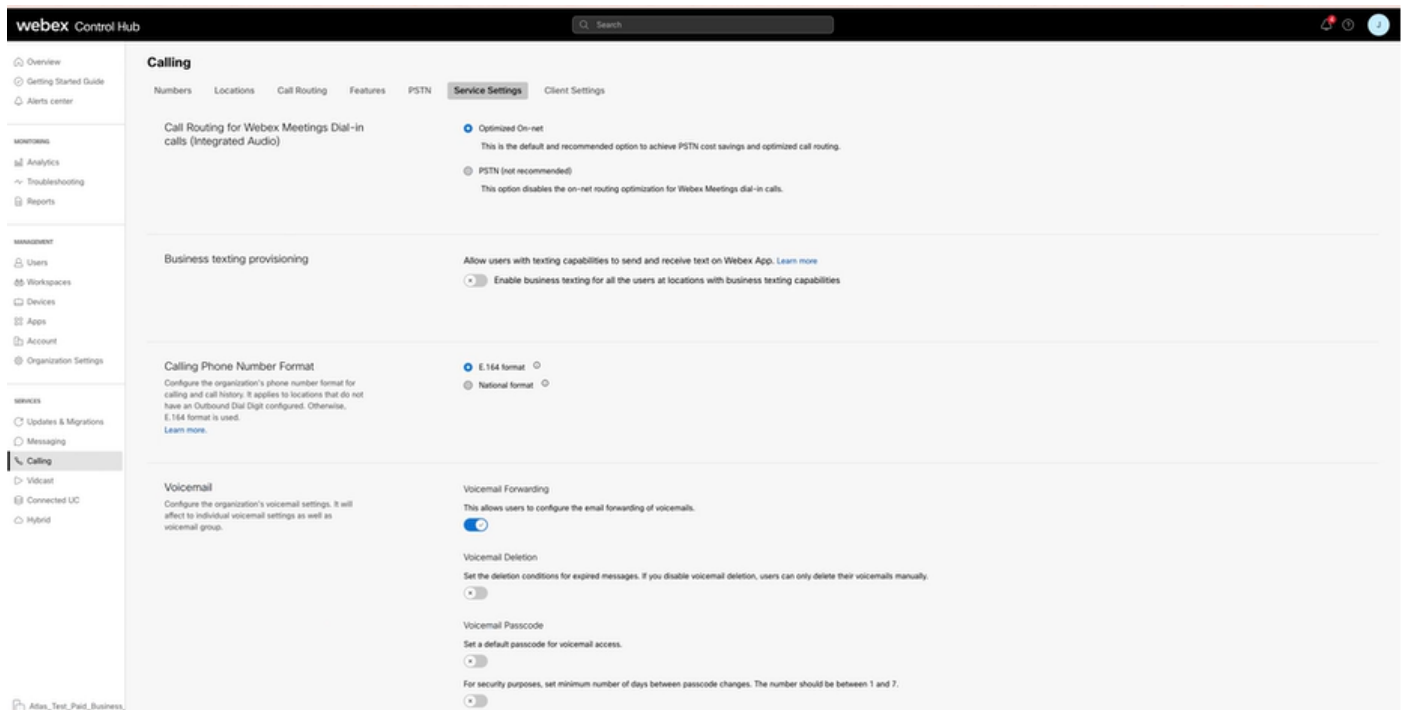 webex Control Hub
Search
4
J
Overview
Getting Started Guide
Alerts center
MONITORING
Analytics
Troubleshooting
Reports
MANAGEMENT
Users
Workspaces
Devices
Apps
Account
Organization Settings
SERVICES
Updates & Migrations
Messaging
Calling
Vidcast
Connected UC
Hybrid
Atlas_Test_Paid_Business_
Calling
Numbers Locations Call Routing Features PSTN Service Settings Client Settings
Call Routing for Webex Meetings Dial-in
calls (Integrated Audio)
Optimized On-net
This is the default and recommended option to achieve PSTN cost savings and optimized call routing.
PSTN (not recommended)
This option disables the on-net routing optimization for Webex Meetings dial-in calls.
Business texting provisioning
Allow users with texting capabilities to send and receive text on Webex App. Learn more
Enable business texting for all the users at locations with business texting capabilities
Calling Phone Number Format
Configure the organization's phone number format for
calling and call history. It applies to locations that do not
have an Outbound Dial Digit configured. Otherwise,
E.164 format is used.
Learn more.
E.164 format
National format
Voicemail
Configure the organization's voicemail settings. It will
affect to individual voicemail settings as well as
voicemail group.
Voicemail Forwarding
This allows users to configure the email forwarding of voicemails.
Voicemail Deletion
Set the deletion conditions for expired messages. If you disable voicemail deletion, users can only delete their voicemails manually.
Voicemail Passcode
Set a default passcode for voicemail access.
For security purposes, set minimum number of days between passcode changes. The number should be between 1 and 7.